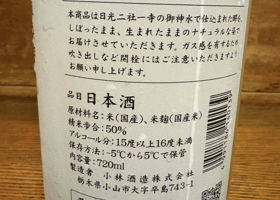 本商品は日光二社一寺の御神水で仕込まれた醪を、
しぼったまま、生まれたままのナチュラルな姿で
お届けさせていただきます。ガス感を有するため、
吹き出しなど開栓にはご注意いただきますよう
お願い申し上げます。
品目 日本酒
原材料名:米(国産)、米麹(国産米)
精米歩合:50%
アルコール分:15度以上16度未満
保存方法:-5℃から5℃で保管
内容量:720ml
製造者 小林酒造株式会社
栃木県小山市大字卒島743-1